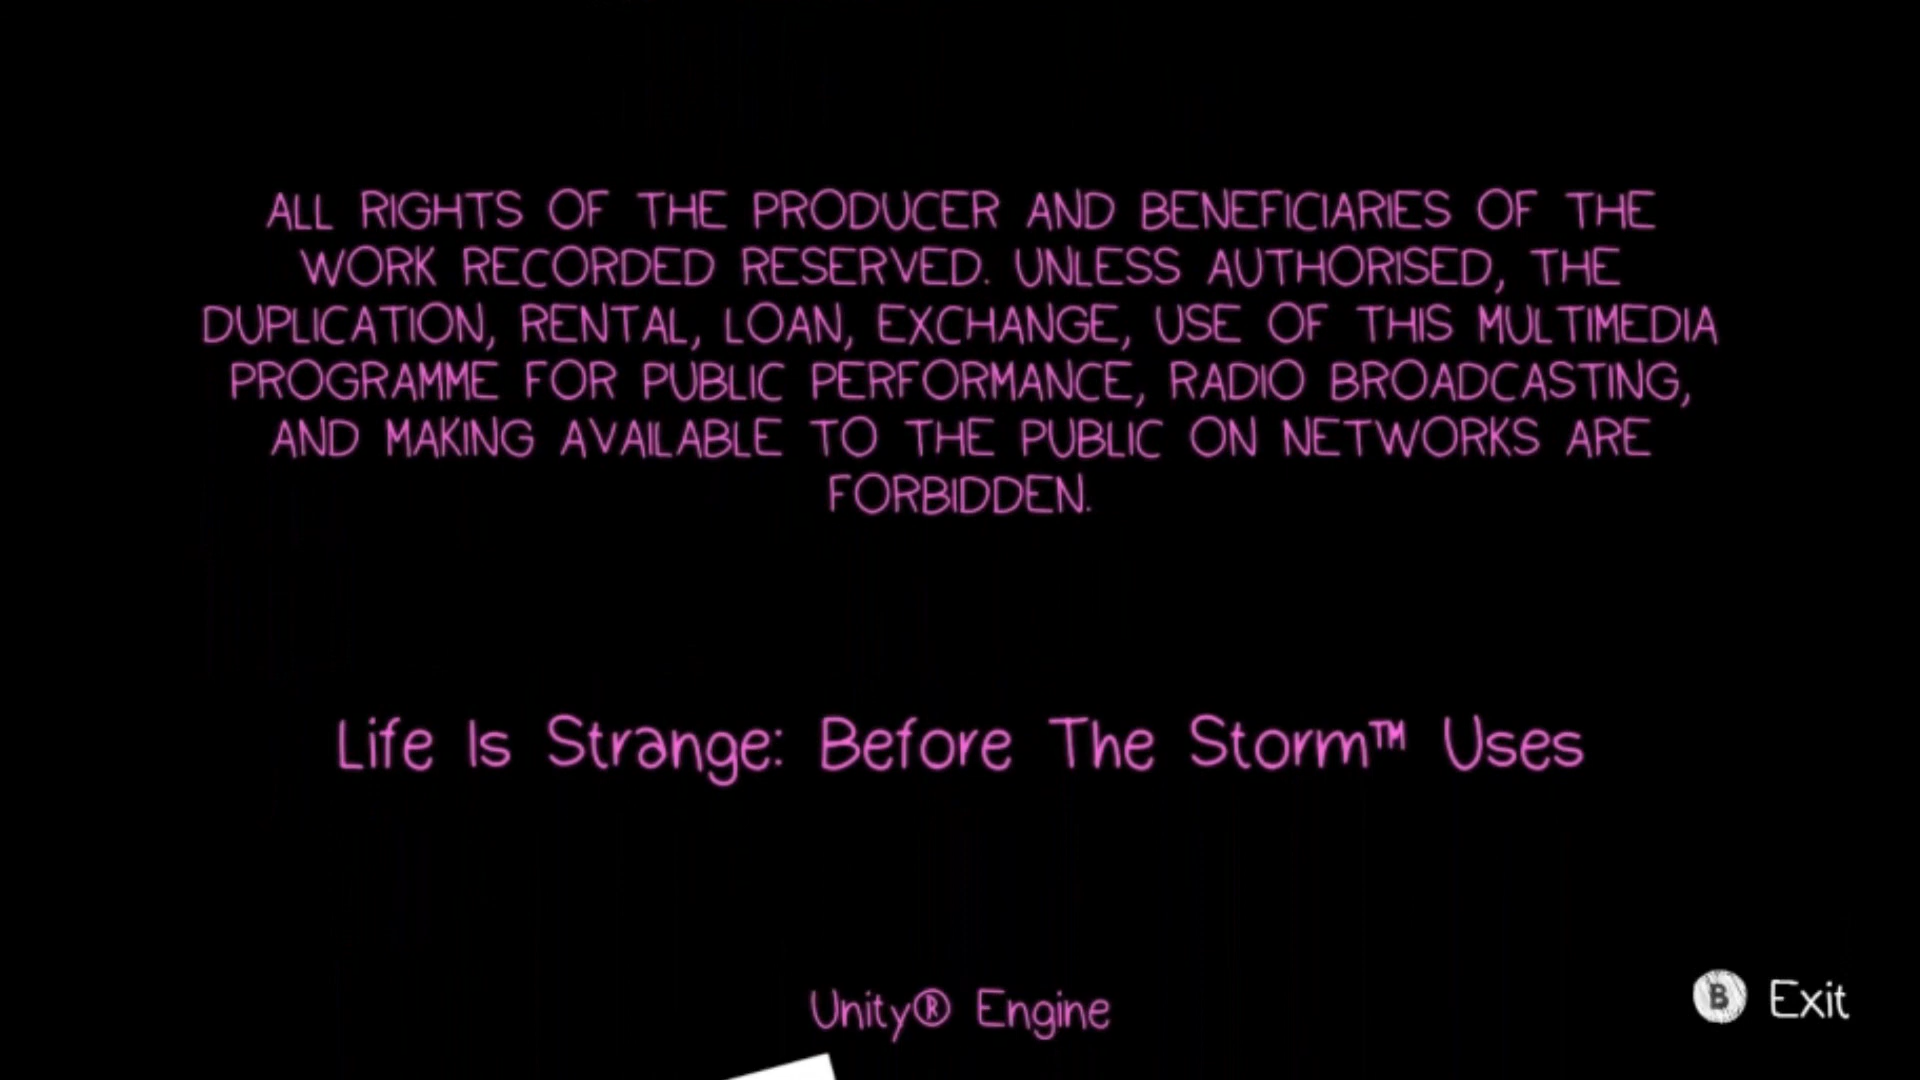 ALL RIGHTS OF THE PRODUCER AND BENEFICIARIES OF THE
WORK RECORDED RESERVED. UNLESS AUTHORISED, THE
DUPLICATION, RENTAL, LOAN, EXCHANGE, USE OF THIS MULTIMEDIA
PROGRAMME FOR PUBLIC PERFORMANCE, RADIO BROADCASTING,
AND MAKING AVAILABLE TO THE PUBLIC ON NETWORKS ARE
FORBIDDEN.
Life Is Strange: Before The Storm™ Uses
Unity® Engine
B Exit